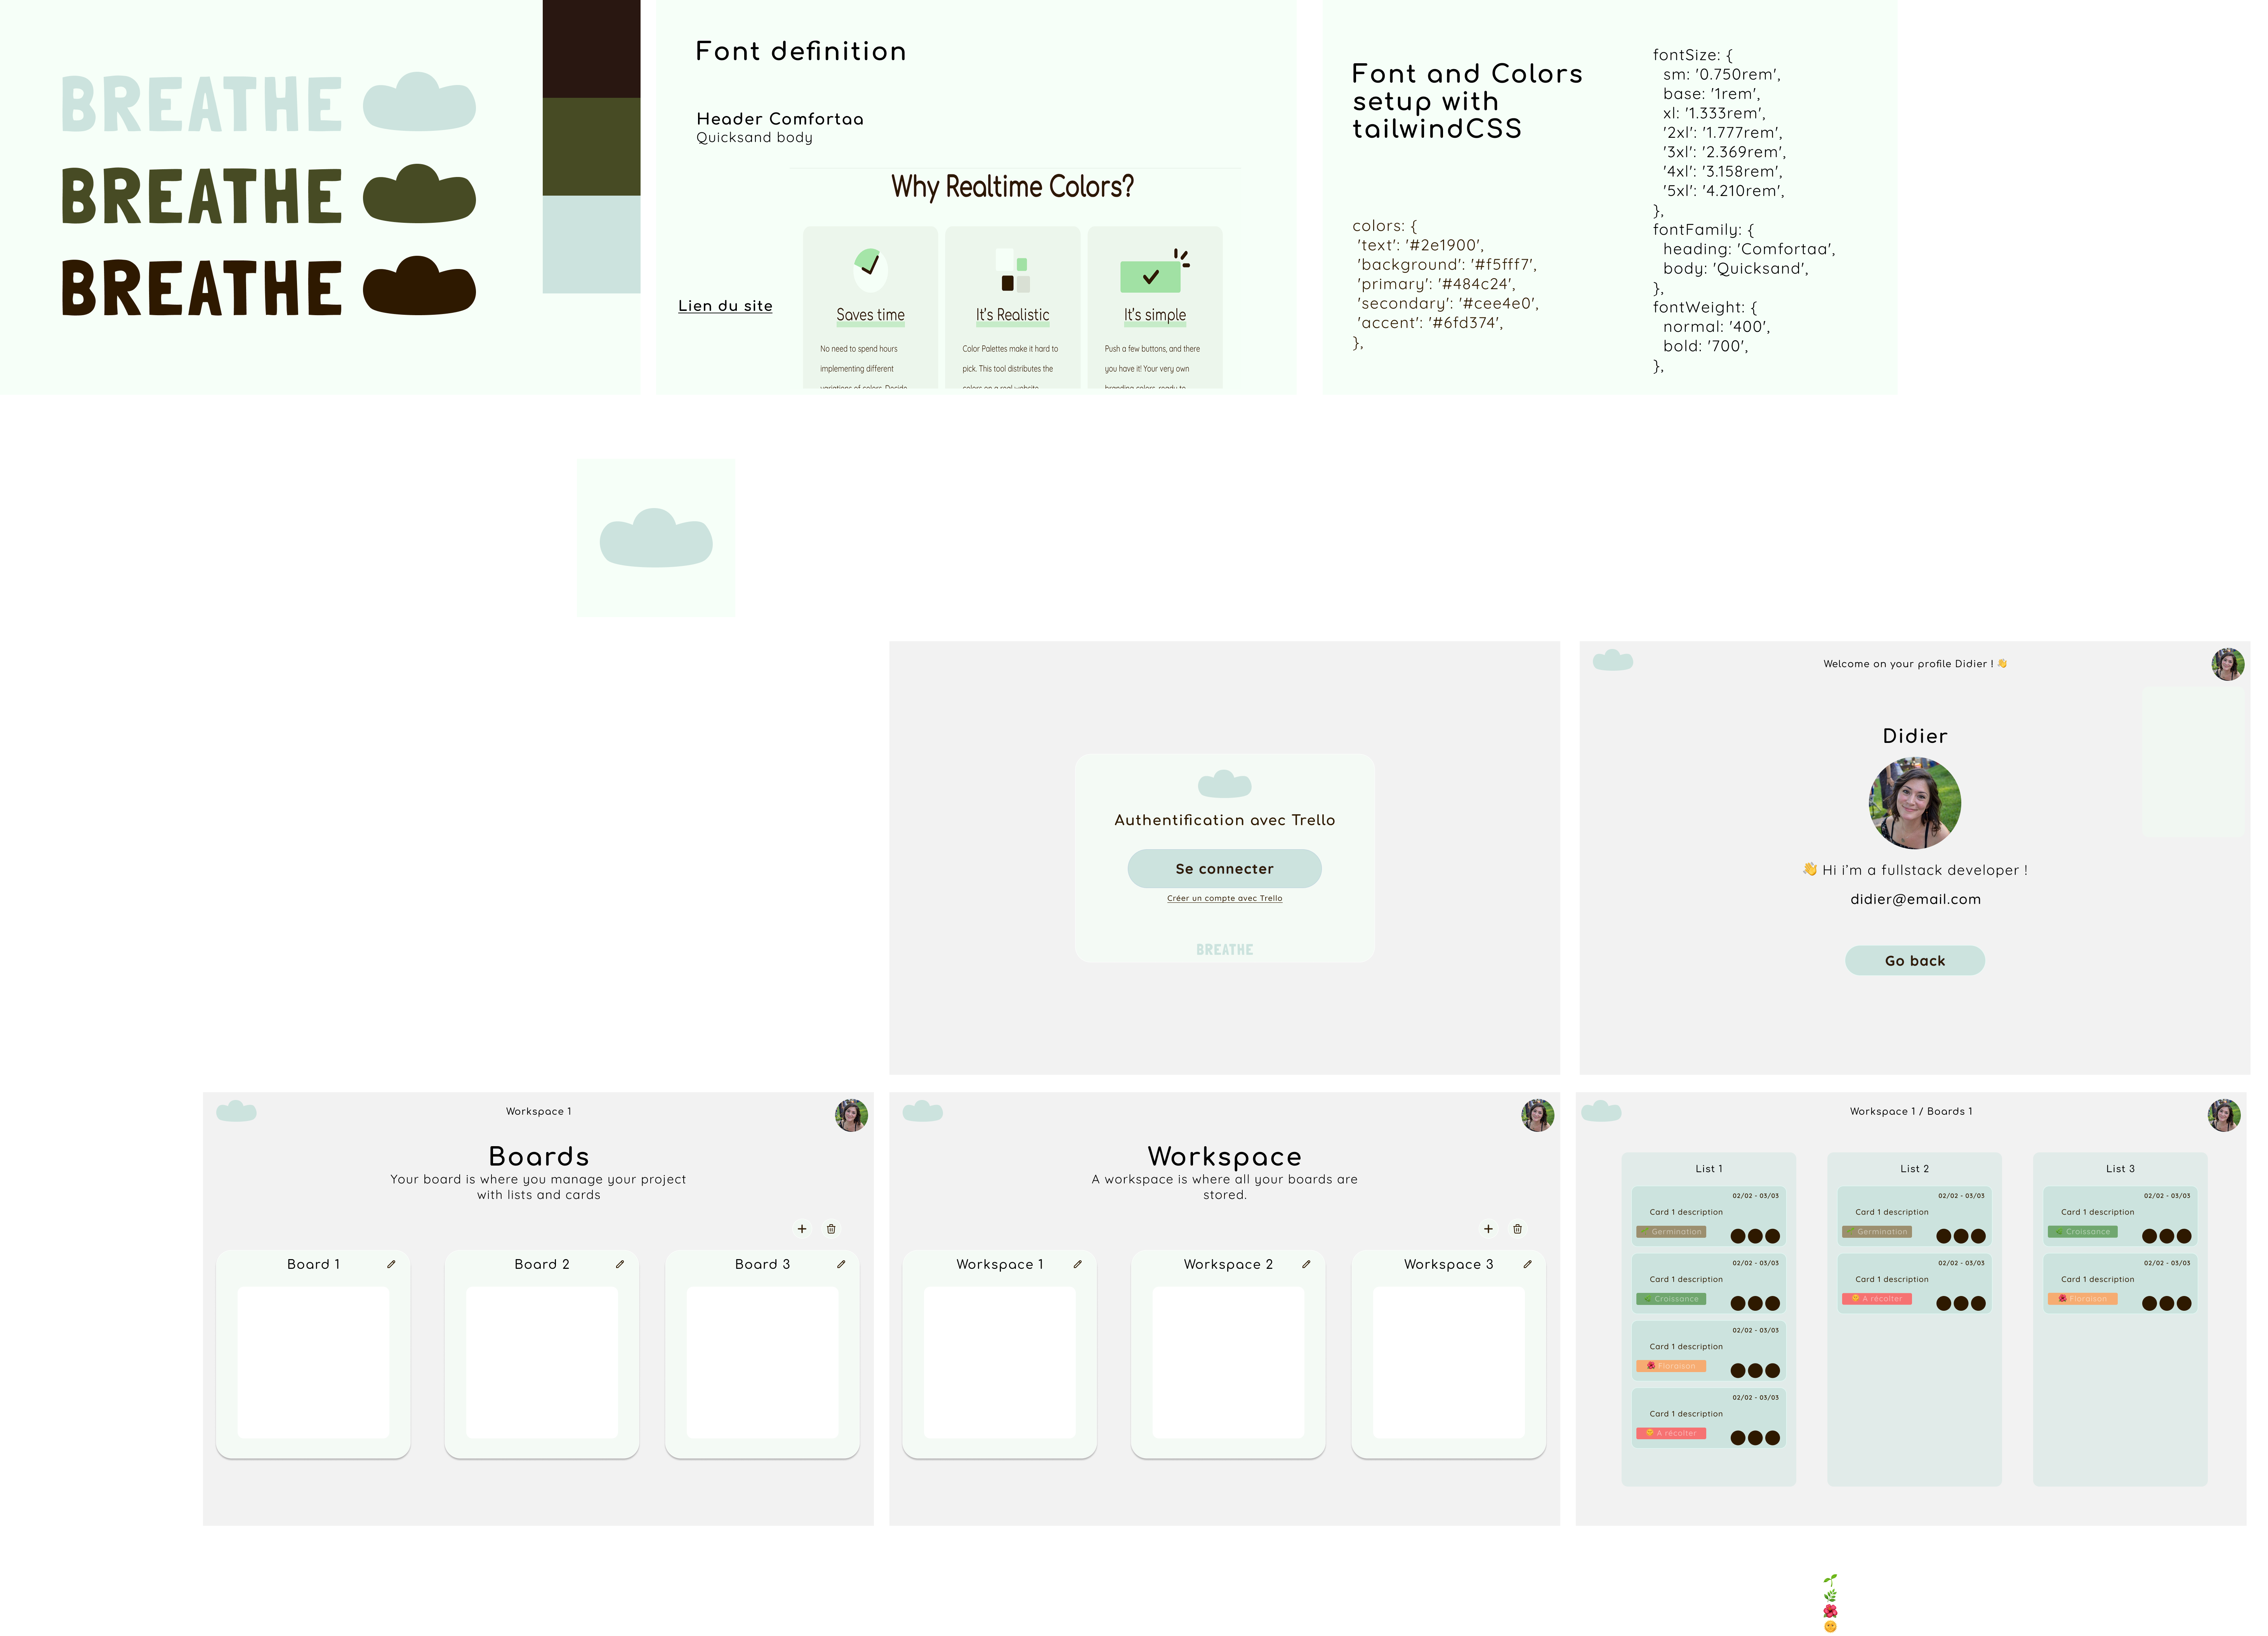 BREATHE
BREATHE
BREATHE
Font definition
Header Comfortaa
Quicksand body
Lien du site
Why Realtime Colors?
Saves time
No need to spend hours
implementing different
variations of colors. Decide
It's Realistic
Color Palettes make it hard to
pick. This tool distributes the
colors on a real website
It's simple
Push a few buttons, and there
you have it! Your very own
branding colors, ready to
Font and Colors
setup with
tailwindCSS
colors: {
'text': '#2e1900',
'background': '#f5fff7',
'primary': '#484c24',
'secondary': '#cee4e0',
'accent': '#6fd374',
},
fontSize: {
sm: '0.750rem',
base: '1rem',
xl: '1.333rem',
'2xl': '1.777rem',
'3xl': '2.369rem',
'4xl': '3.158rem',
'5xl': '4.210rem',
},
fontFamily: {
heading: 'Comfortaa',
body: 'Quicksand',
},
fontWeight: {
normal: '400',
bold: '700',
},
Authentification avec Trello
Se connecter
Créer un compte avec Trello
BREATHE
Welcome on your profile Didier ! 👋
Didier
👋 Hi i'm a fullstack developer !
didier@email.com
Go back
Workspace 1
Boards
Your board is where you manage your project
with lists and cards
Board 1
Board 2
Board 3
Workspace
A workspace is where all your boards are
stored.
Workspace 1
Workspace 2
Workspace 3
Workspace 1 / Boards 1
List 1
02/02 - 03/03
Card 1 description
Germination
02/02 - 03/03
Card 1 description
Croissance
02/02 - 03/03
Card 1 description
Floraison
02/02 - 03/03
Card 1 description
A récolter
List 2
02/02 - 03/03
Card 1 description
Germination
02/02 - 03/03
Card 1 description
A récolter
List 3
02/02 - 03/03
Card 1 description
Croissance
02/02 - 03/03
Card 1 description
Floraison